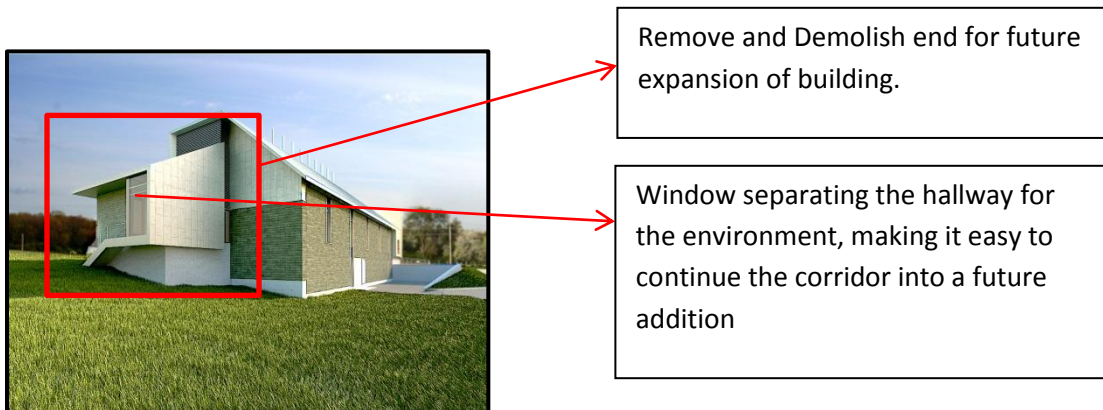 Remove and Demolish end for future
expansion of building.
Window separating the hallway for
the environment, making it easy to
continue the corridor into a future
addition